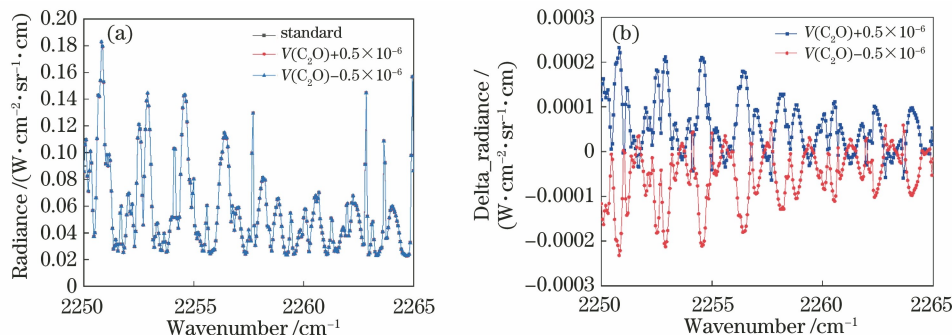 (a)
standard
V(C₂O)+0.5×10⁻⁶
V(C₂O)−0.5×10⁻⁶
Radiance /(W·cm⁻²·sr⁻¹·cm)
0.20
0.18
0.16
0.14
0.12
0.10
0.08
0.06
0.04
0.02
0
2250
2255
2260
2265
Wavenumber /cm⁻¹
(b)
V(C₂O)+0.5×10⁻⁶
V(C₂O)−0.5×10⁻⁶
Delta_radiance /
(W·cm⁻²·sr⁻¹·cm)
0.0003
0.0002
0.0001
0
−0.0001
−0.0002
−0.0003
2250
2255
2260
2265
Wavenumber /cm⁻¹